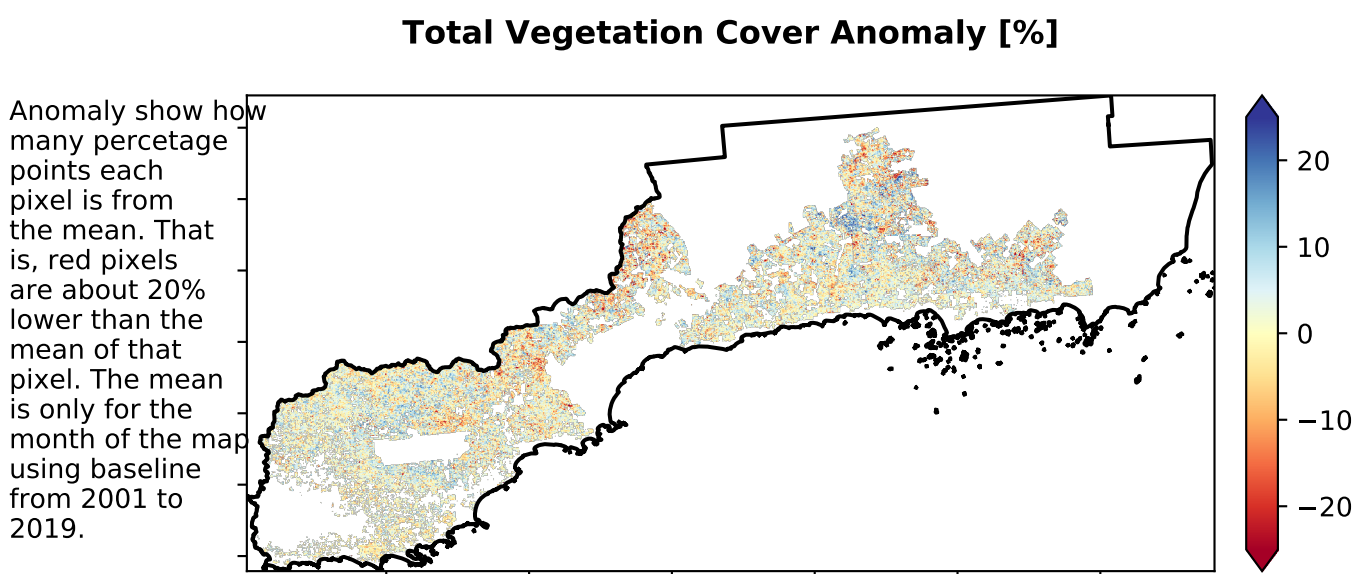 Total Vegetation Cover Anomaly [%]
Anomaly show how
many percetage
points each
pixel is from
the mean. That
is, red pixels
are about 20%
lower than the
mean of that
pixel. The mean
is only for the
month of the map
using baseline
from 2001 to
2019.
20
10
0
−10
−20